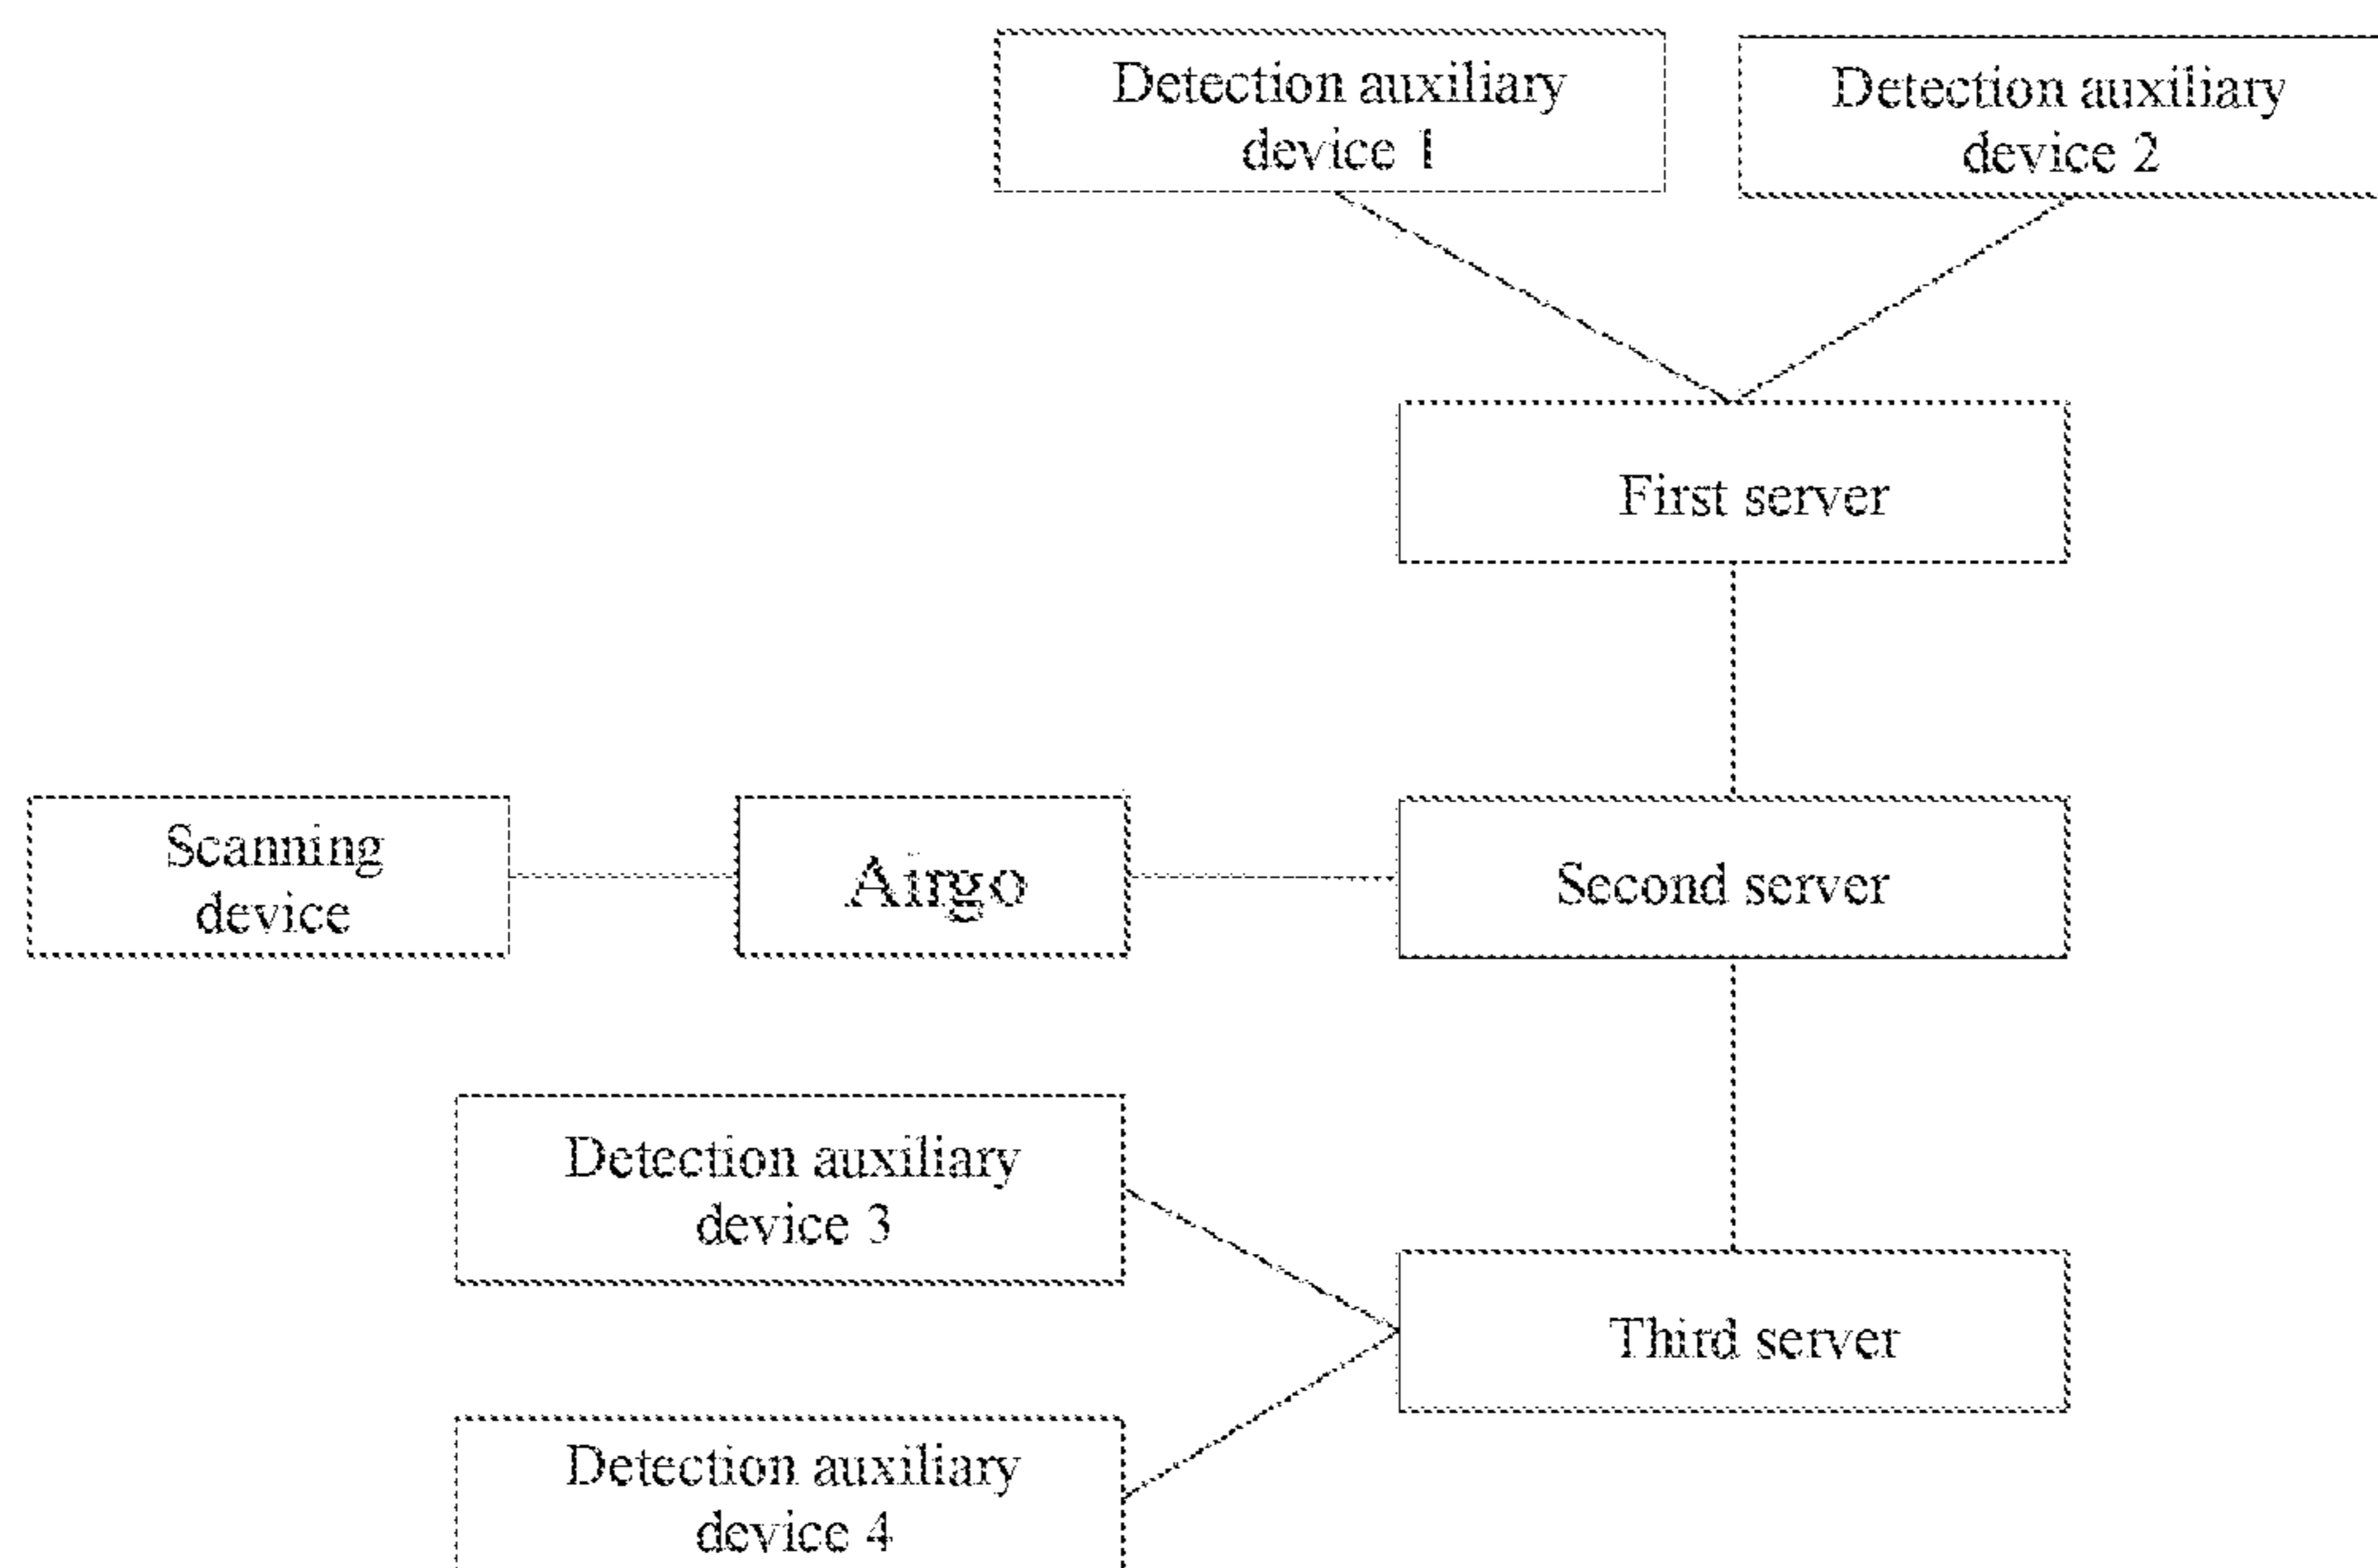 Detection auxiliary
device 1
Detection auxiliary
device 2
First server
Scanning
device
Airgo
Second server
Detection auxiliary
device 3
Third server
Detection auxiliary
device 4